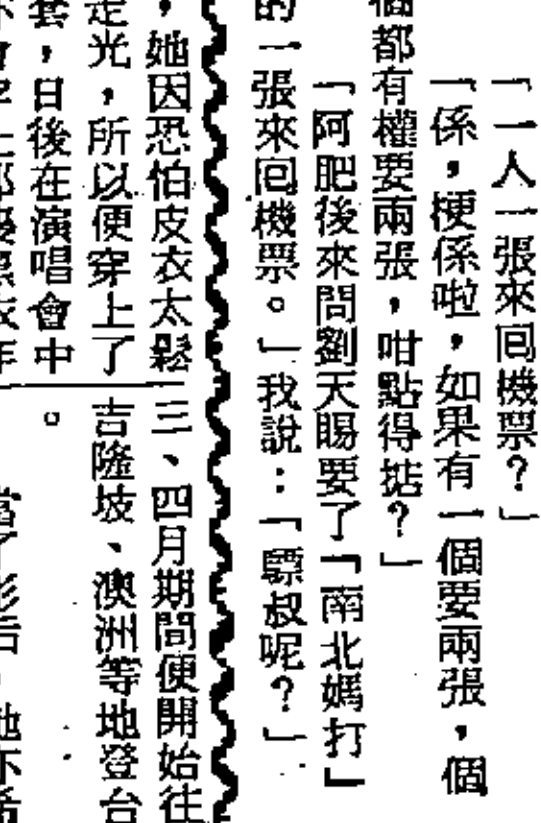 「一人一張來回機票？」
「係，梗係啦，如果有一個要兩張，個
個都有權要兩張，咁點得掂？」
「阿肥後來問劉天賜要了「南北媽打」
的一張來回機票。」我說：「驃叔呢？」
，她因恐怕皮衣太鬆
走光，所以便穿上了
套，日後在演唱會中
三、四月期間便開始往
吉隆坡、澳洲等地登台
。